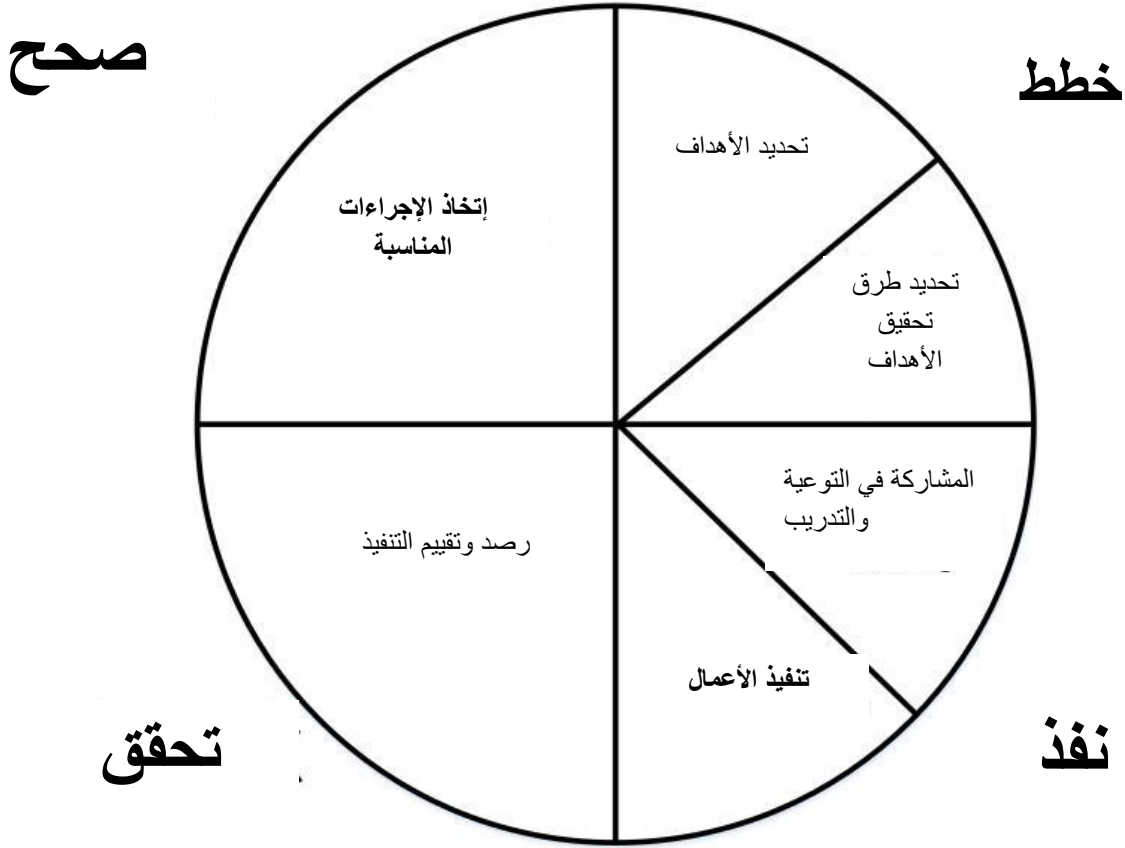 خطط
صحح
تحديد الأهداف
إتخاذ الإجراءات
المناسبة
تحديد طرق
تحقيق
الأهداف
المشاركة في التوعية
والتدريب
رصد وتقييم التنفيذ
تنفيذ الأعمال
نفذ
تحقق